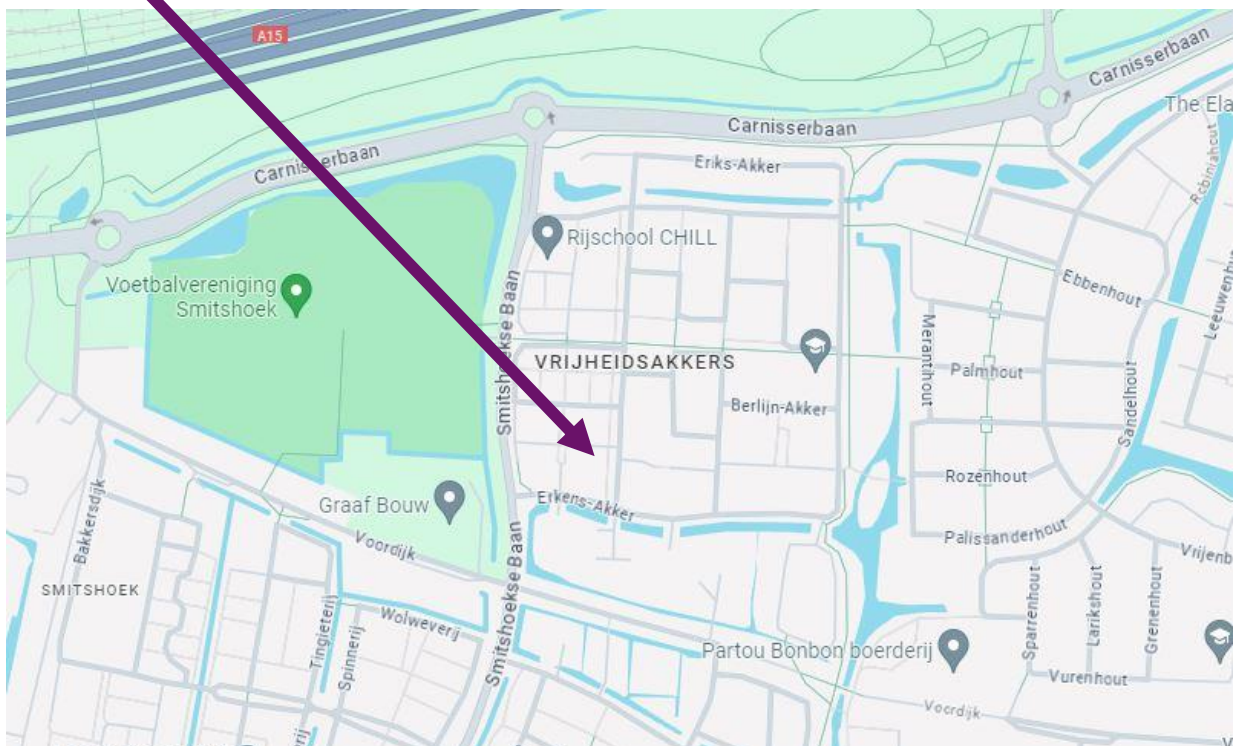 A15
Carnisserbaan
The Ela
Carnisserbaan
Robiniahout
Carnisserbaan
Eriks-Akker
Rijschool CHILL
Ebbenhout
Leeuwenhu
Voetbalvereniging
Smitshoek
Smitshoekse Baan
Meranthout
VRIJHEIDSAKKERS
Palmhout
Berlijn-Akker
Sandelhout
Rozenhout
Graaf Bouw
Erkens-Akker
Bakkersdijk
Voordijk
Palissanderhout
Vrijenb
SMITSHOEK
Wolweverij
Smitshoekse Baan
Tingieterij
Spinnerij
Sparrenhout
Larikshout
Grenenhout
Partou Bonbon boerderij
Vurenhout
Voordijk
rij
V